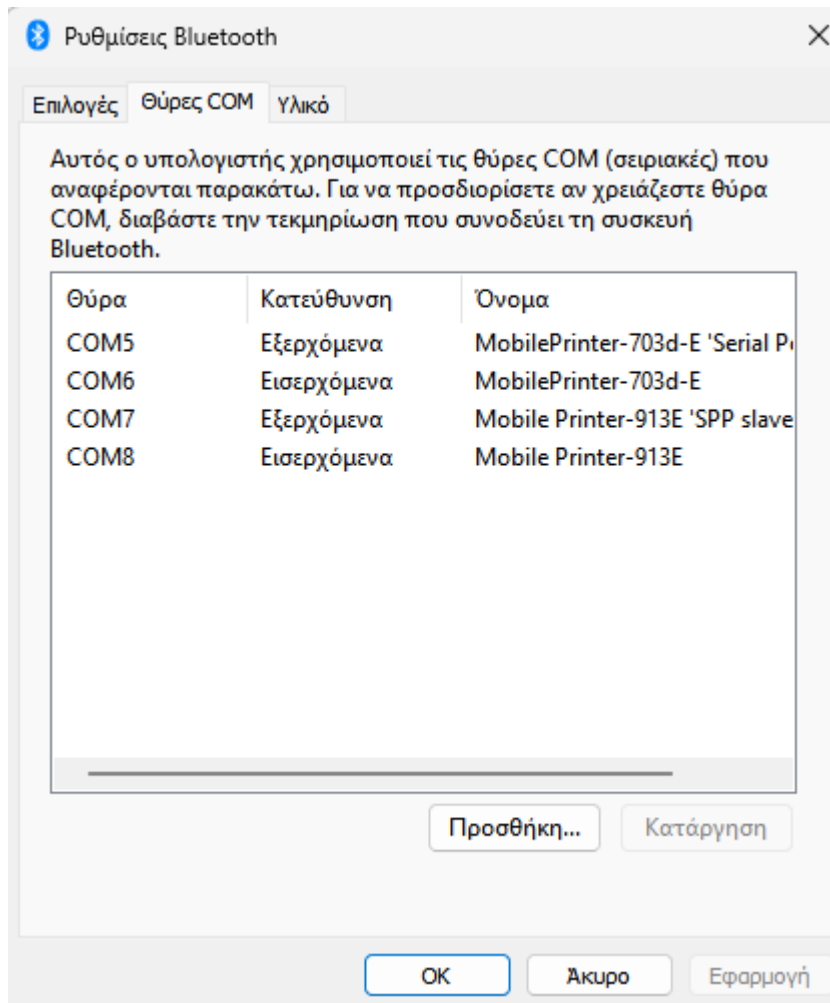 Ρυθμίσεις Bluetooth
Επιλογές Θύρες COM Υλικό
Αυτός ο υπολογιστής χρησιμοποιεί τις θύρες COM (σειριακές) που
αναφέρονται παρακάτω. Για να προσδιορίσετε αν χρειάζεστε θύρα
COM, διαβάστε την τεκμηρίωση που συνοδεύει τη συσκευή
Bluetooth.
Θύρα Κατεύθυνση Όνομα
COM5 Εξερχόμενα MobilePrinter-703d-E 'Serial
COM6 Εισερχόμενα MobilePrinter-703d-E
COM7 Εξερχόμενα Mobile Printer-913E 'SPP slave
COM8 Εισερχόμενα Mobile Printer-913E
Προσθήκη... Κατάργηση
OK Άκυρο Εφαρμογή